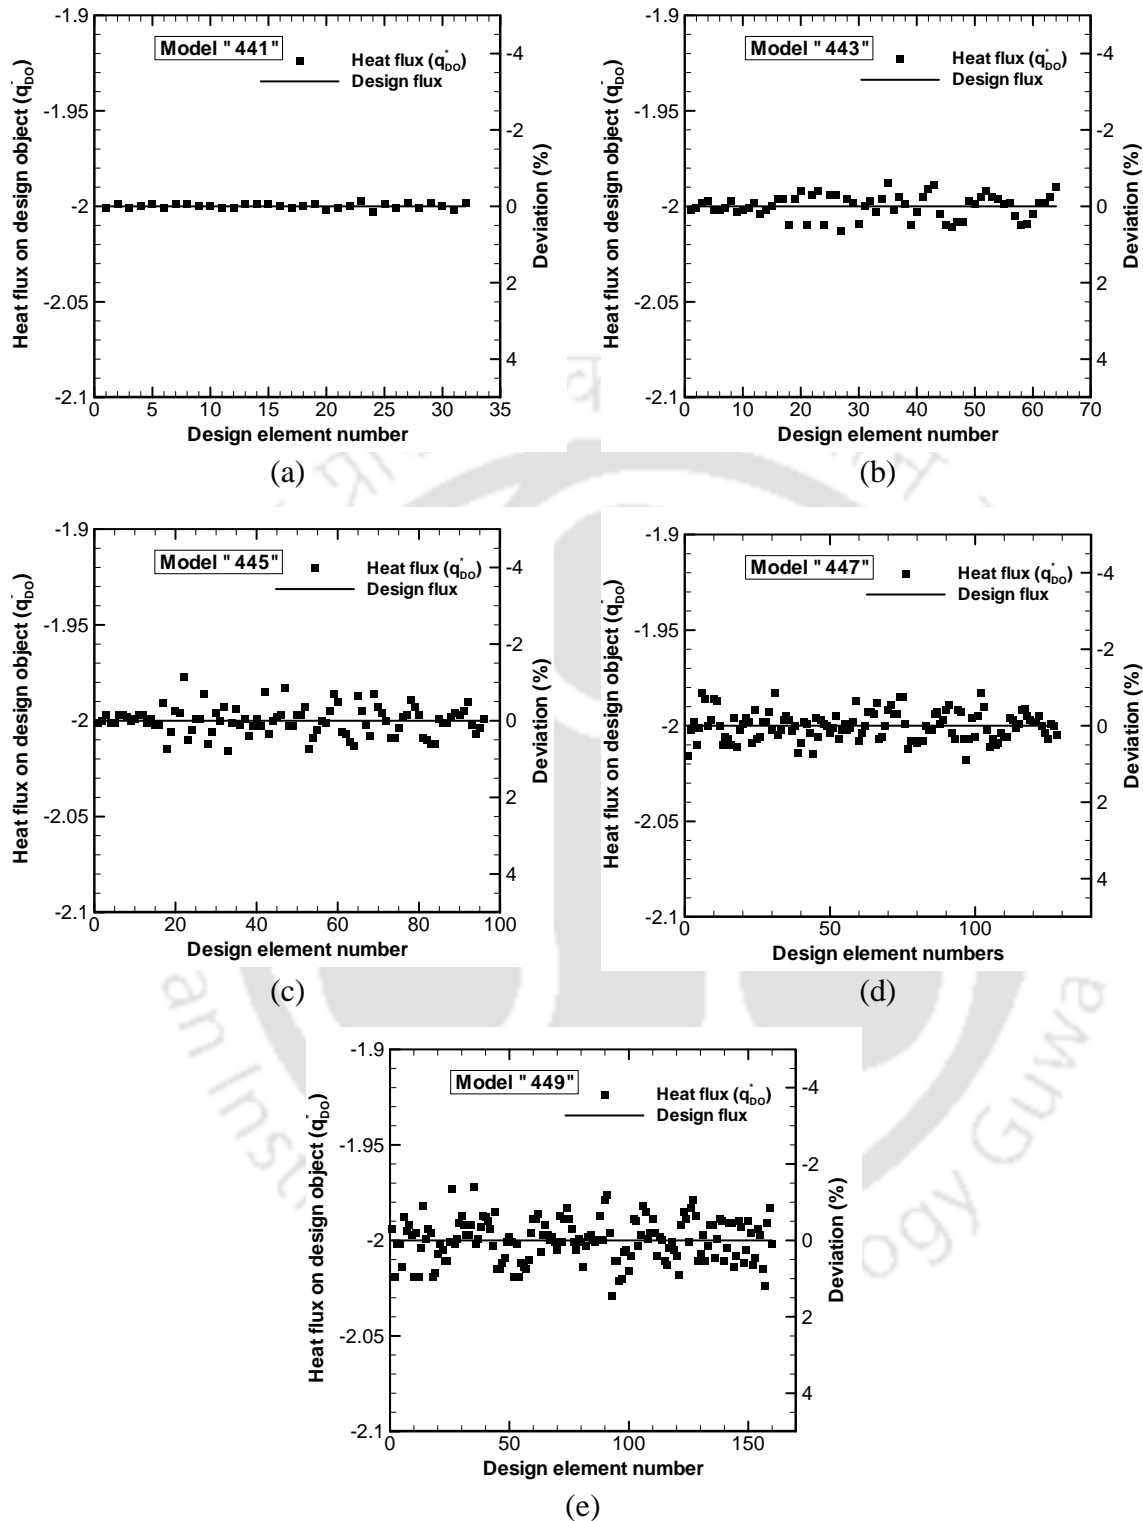 -1.9
-1.95
-2
-2.05
-2.1
0 5 10 15 20 25 30 35
-4
-2
0
2
4
Model "441"
Heat flux (q*DO)
Design flux
Heat flux on design object (q*DO)
Deviation (%)
Design element number
(a)
-1.9
-1.95
-2
-2.05
-2.1
0 10 20 30 40 50 60 70
-4
-2
0
2
4
Model "443"
Heat flux (q*DO)
Design flux
Heat flux on design object (q*DO)
Deviation (%)
Design element number
(b)
-1.9
-1.95
-2
-2.05
-2.1
0 20 40 60 80 100
-4
-2
0
2
4
Model "445"
Heat flux (q*DO)
Design flux
Heat flux on design object (q*DO)
Deviation (%)
Design element number
(c)
-1.9
-1.95
-2
-2.05
-2.1
0 50 100
-4
-2
0
2
4
Model "447"
Heat flux (q*DO)
Design flux
Heat flux on design object (q*DO)
Deviation (%)
Design element numbers
(d)
-1.9
-1.95
-2
-2.05
-2.1
0 50 100 150
-4
-2
0
2
4
Model "449"
Heat flux (q*DO)
Design flux
Heat flux on design object (q*DO)
Deviation (%)
Design element number
(e)